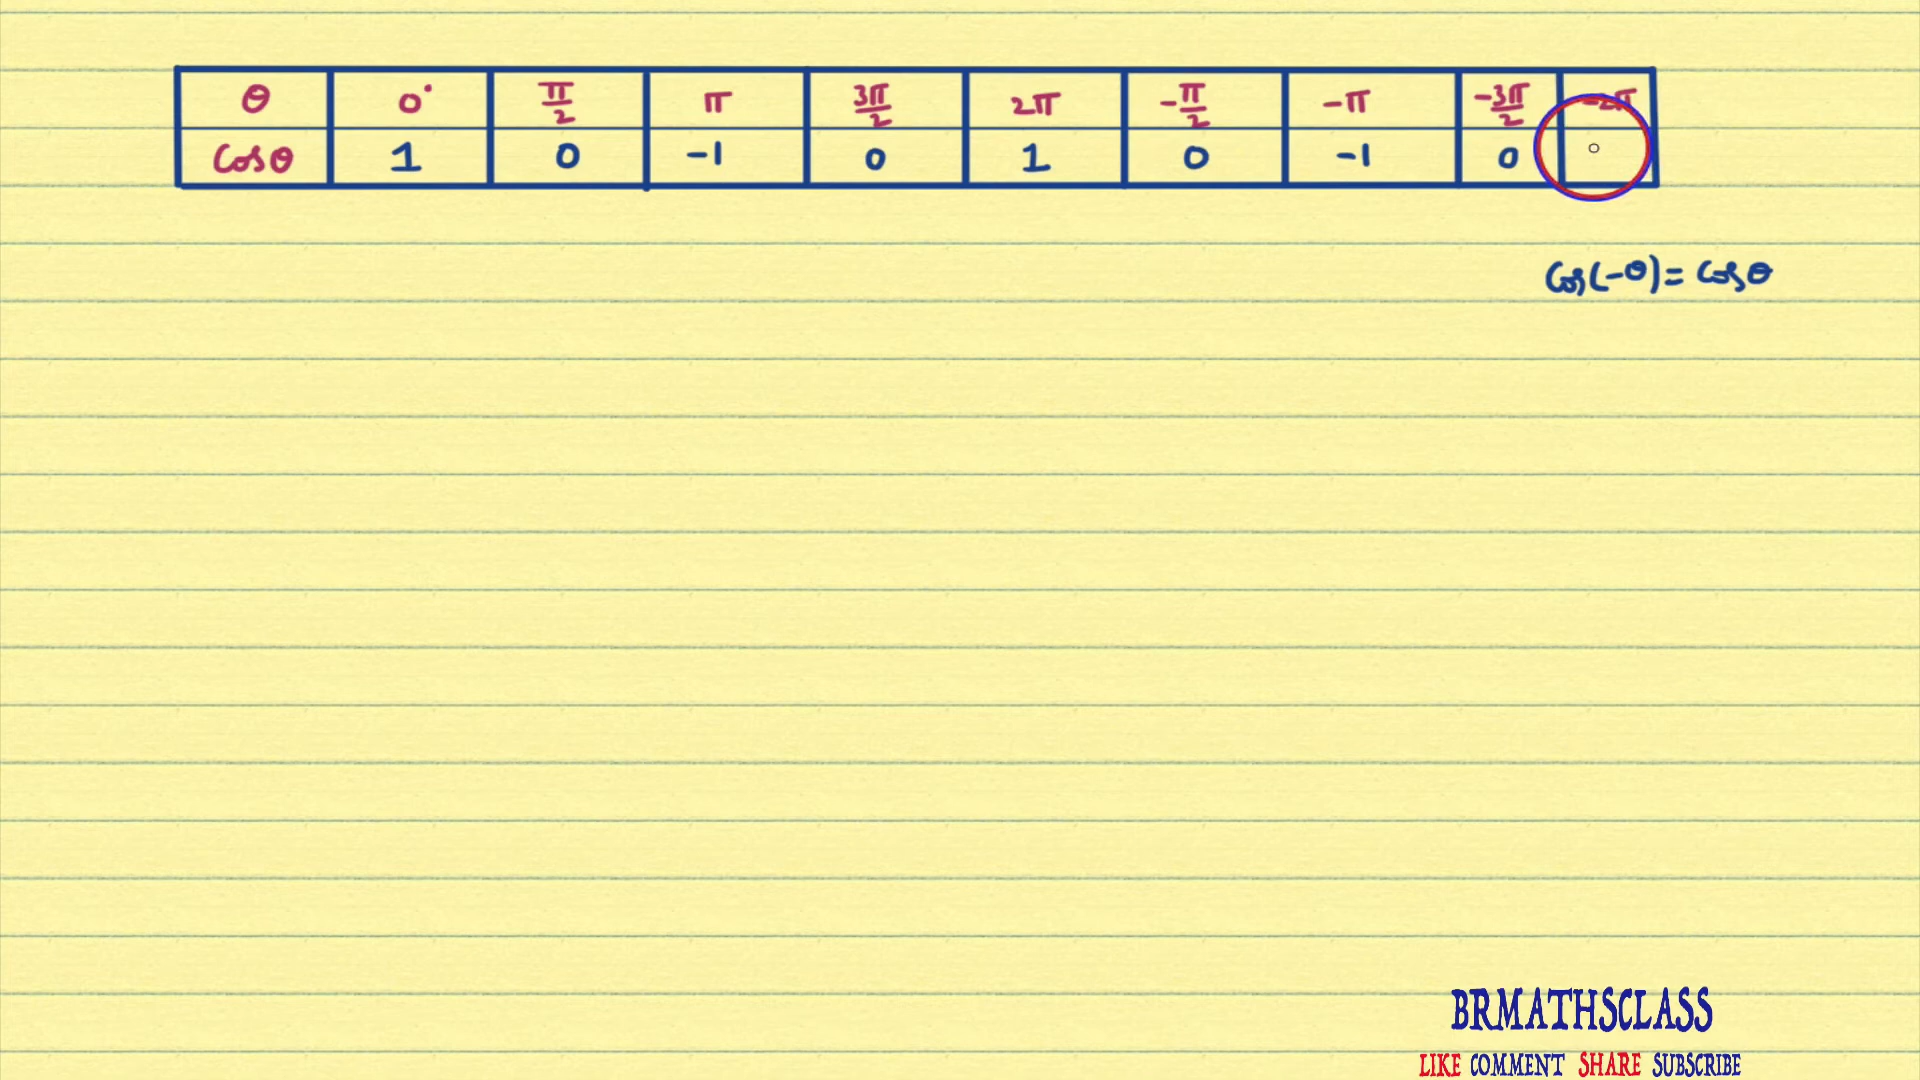 θ 0° π/2 π 3π/2 2π -π/2 -π -3π/2 -2π
Cosθ 1 0 -1 0 1 0 -1 0
Cos(-θ) = Cosθ
BRMATHSCLASS
LIKE COMMENT SHARE SUBSCRIBE